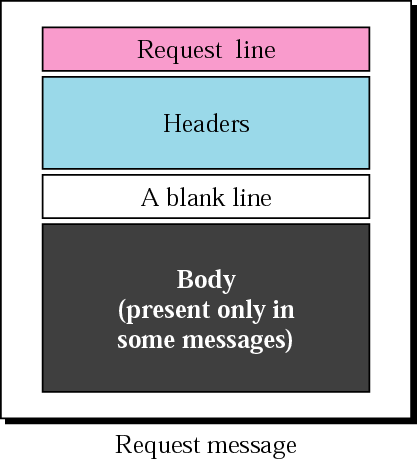 Request line
Headers
A blank line
Body
(present only in
some messages)
Request message